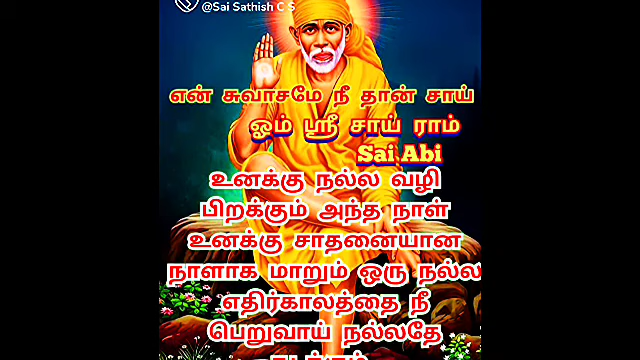 @Sai Sathish C S
என் சுவாசமே நீ தான் சாய்
ஓம் ஸ்ரீ சாய் ராம்
Sai Abi
உனக்கு நல்ல வழி
பிறக்கும் அந்த நாள்
உனக்கு சாதனையான
நாளாக மாறும் ஒரு நல்ல
எதிர்காலத்தை நீ
பெறுவாய் நல்லதே